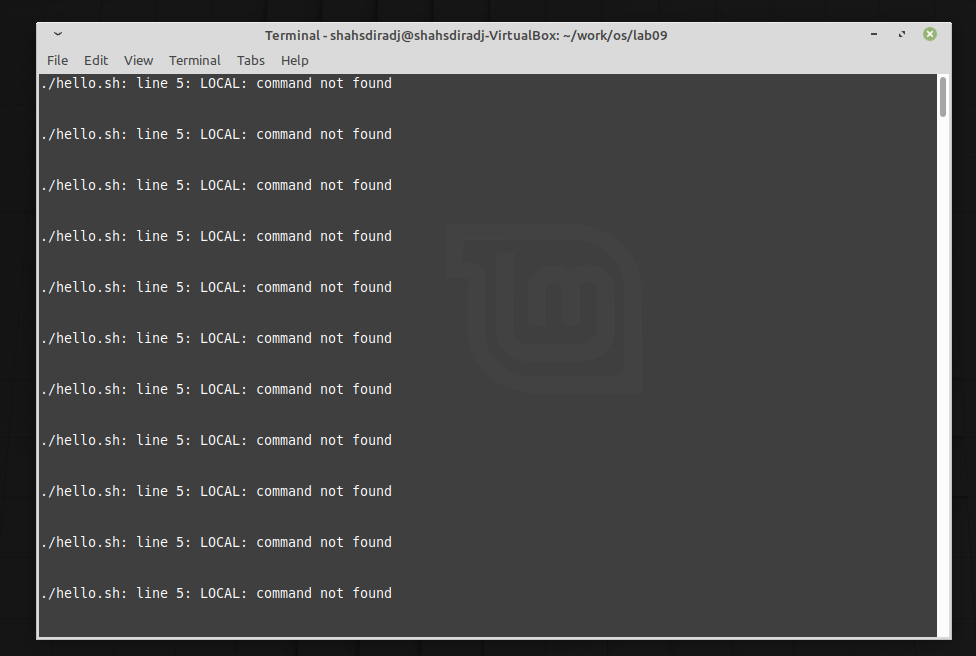 Terminal - shahsdiradj@shahsdiradj-VirtualBox: ~/work/os/lab09
File Edit View Terminal Tabs Help
./hello.sh: line 5: LOCAL: command not found
./hello.sh: line 5: LOCAL: command not found
./hello.sh: line 5: LOCAL: command not found
./hello.sh: line 5: LOCAL: command not found
./hello.sh: line 5: LOCAL: command not found
./hello.sh: line 5: LOCAL: command not found
./hello.sh: line 5: LOCAL: command not found
./hello.sh: line 5: LOCAL: command not found
./hello.sh: line 5: LOCAL: command not found
./hello.sh: line 5: LOCAL: command not found
./hello.sh: line 5: LOCAL: command not found